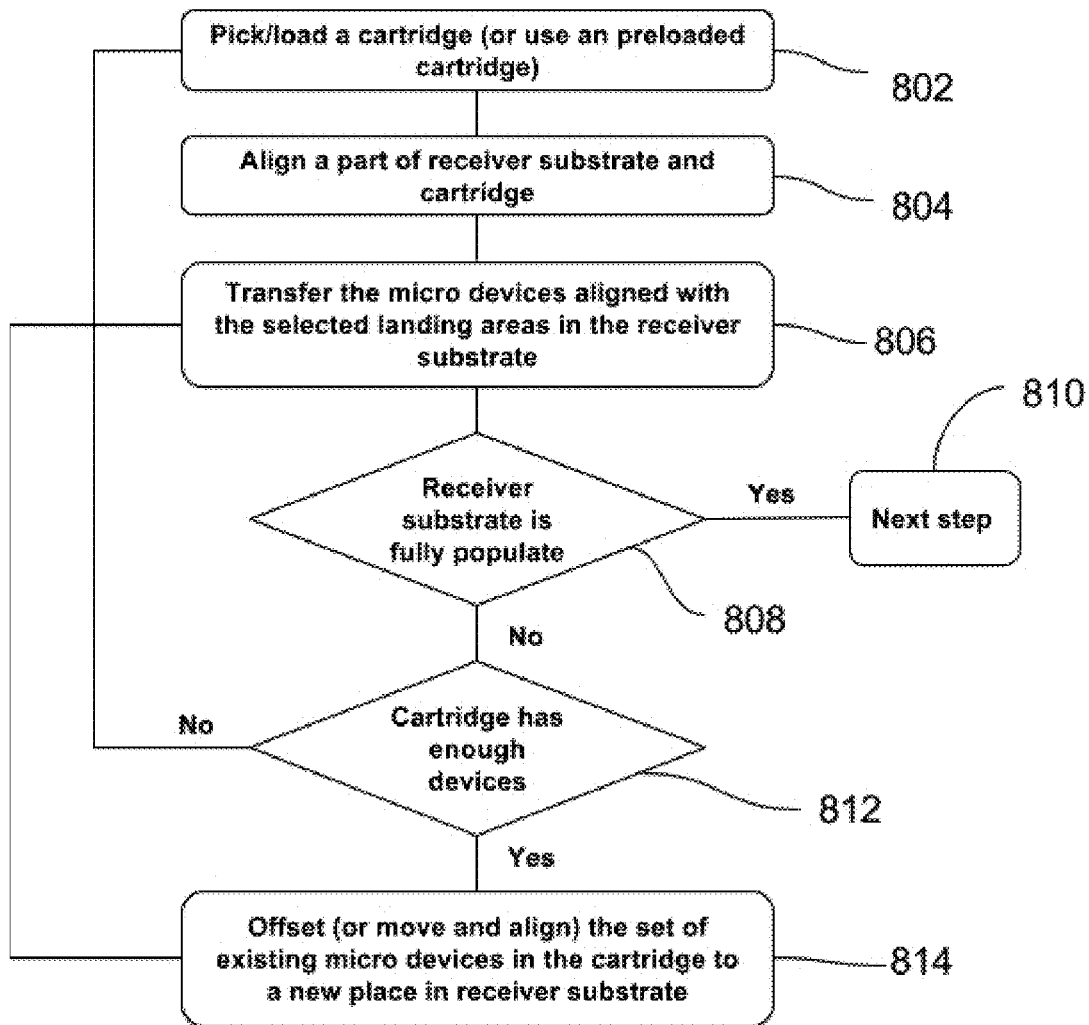 Pick/load a cartridge (or use an preloaded
cartridge)
802
Align a part of receiver substrate and
cartridge
804
Transfer the micro devices aligned with
the selected landing areas in the receiver
substrate
806
810
Receiver
substrate is
fully populate
Yes
Next step
808
No
No
Cartridge has
enough
devices
812
Yes
Offset (or move and align) the set of
existing micro devices in the cartridge to
a new place in receiver substrate
814